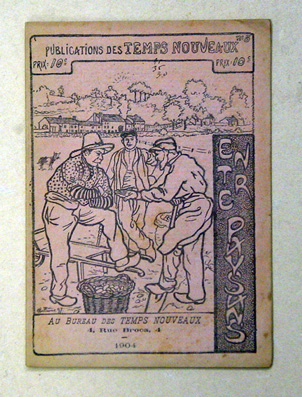 PUBLICATIONS DES TEMPS NOUVEAUX
PRIX: 10c
PRIX: 10c
ENTRE PAYSANS
AU BUREAU DES TEMPS NOUVEAUX
4, Rue Broca, 4
1904